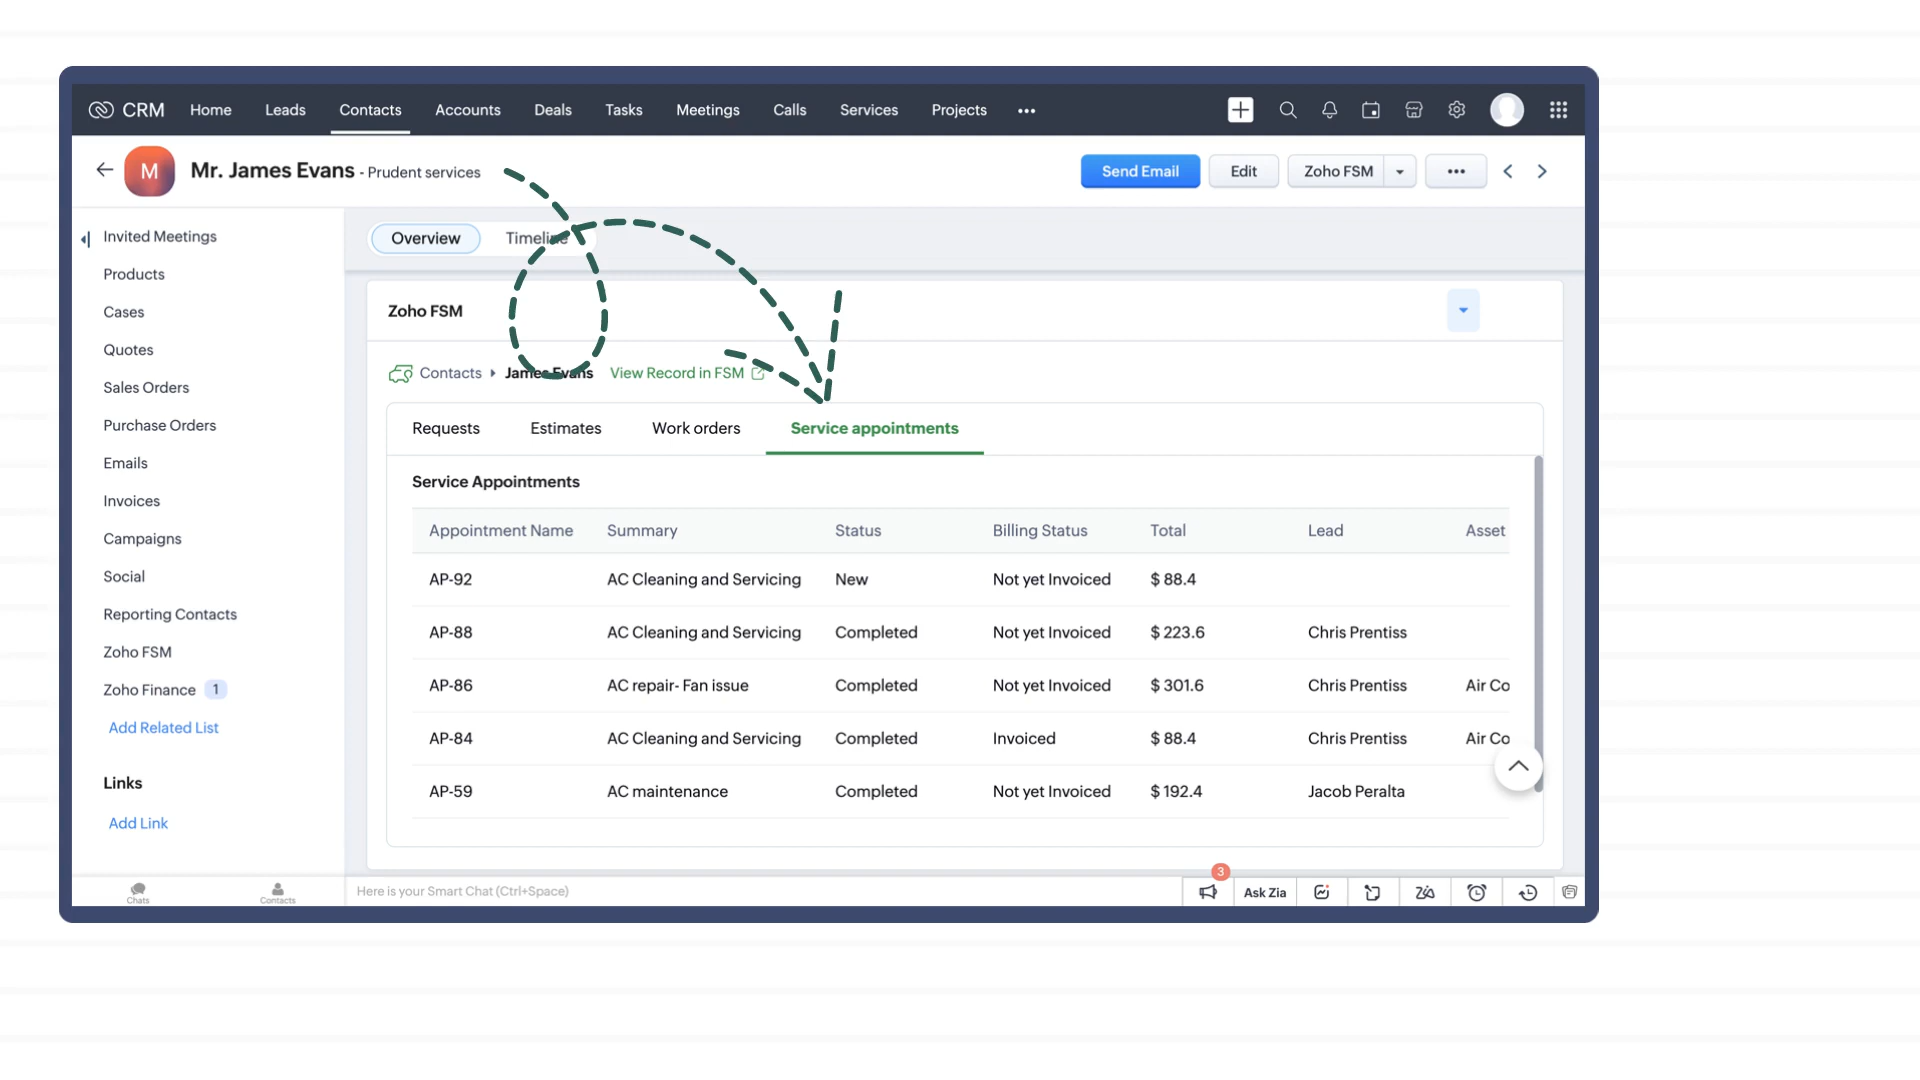 CRM Home Leads Contacts Accounts Deals Tasks Meetings Calls Services Projects •••
M Mr. James Evans - Prudent services Send Email Edit Zoho FSM •••
Invited Meetings
Products
Cases
Quotes
Sales Orders
Purchase Orders
Emails
Invoices
Campaigns
Social
Reporting Contacts
Zoho FSM
Zoho Finance 1
Add Related List
Links
Add Link
Overview Timeline
Zoho FSM
Contacts James Evans View Record in FSM
Requests Estimates Work orders Service appointments
Service Appointments
Appointment Name Summary Status Billing Status Total Lead Asset
AP-92 AC Cleaning and Servicing New Not yet Invoiced $ 88.4
AP-88 AC Cleaning and Servicing Completed Not yet Invoiced $ 223.6 Chris Prentiss
AP-86 AC repair- Fan issue Completed Not yet Invoiced $ 301.6 Chris Prentiss Air Co
AP-84 AC Cleaning and Servicing Completed Invoiced $ 88.4 Chris Prentiss Air Co
AP-59 AC maintenance Completed Not yet Invoiced $ 192.4 Jacob Peralta
Chats Contacts Here is your Smart Chat (Ctrl+Space) 3 Ask Zia